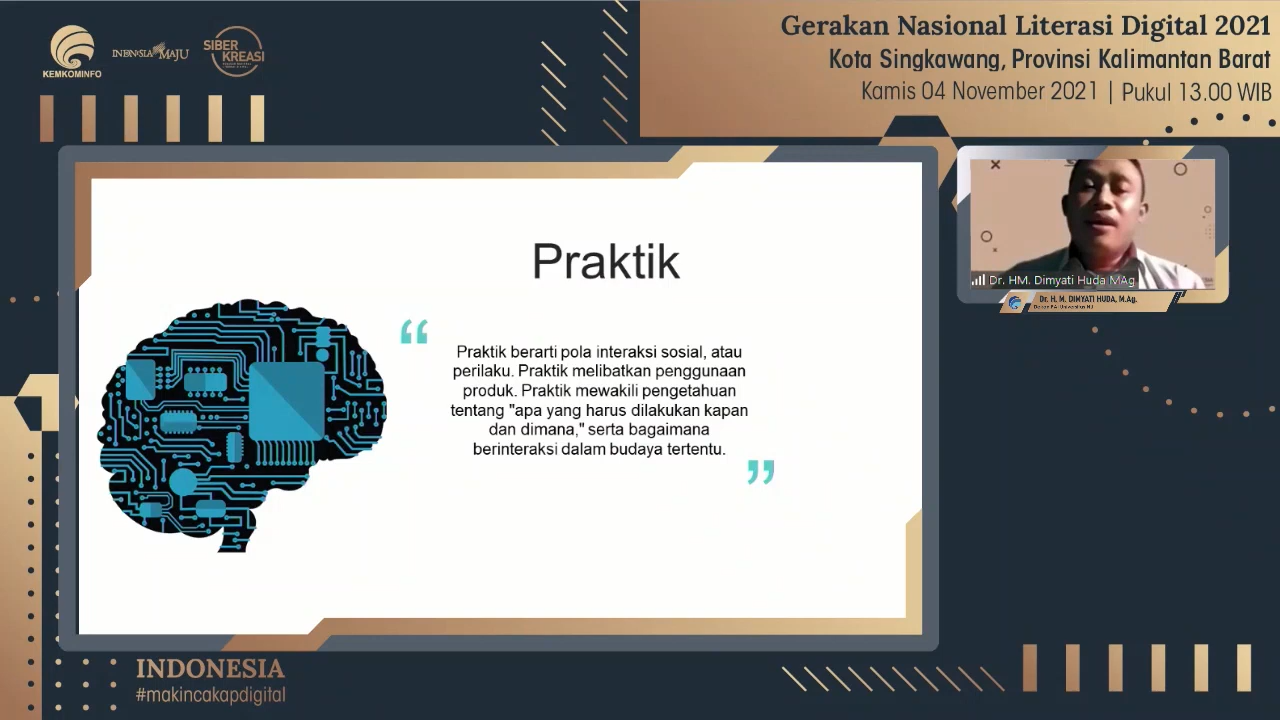 Gerakan Nasional Literasi Digital 2021
Kota Singkawang, Provinsi Kalimantan Barat
Kamis 04 November 2021 | Pukul 13.00 WIB
KEMKOMINFO
INDONESIA MAJU
SIBER
KREASI
Praktik
“
Praktik berarti pola interaksi sosial, atau
perilaku. Praktik melibatkan penggunaan
produk. Praktik mewakili pengetahuan
tentang "apa yang harus dilakukan kapan
dan dimana," serta bagaimana
berinteraksi dalam budaya tertentu.
”
Dr. HM. Dimyati Huda MAg
Dr. H. M. DIMYATI HUDA, M.Ag.
INDONESIA
#makincakapdigital